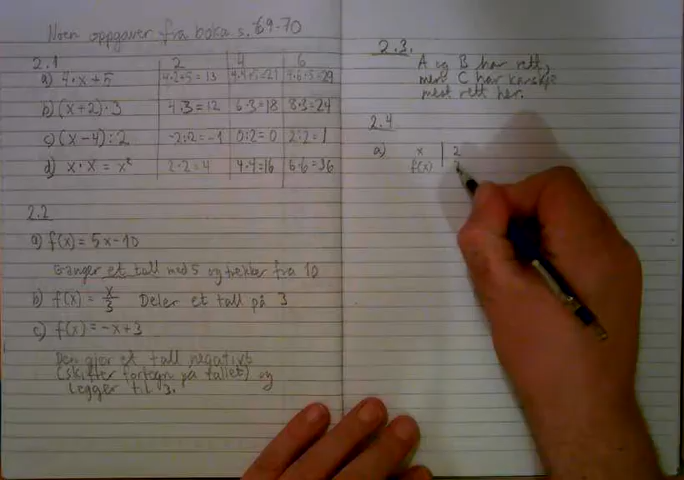 Noen oppgaver fra boka s. 69-70
2.1 2 4 6
a) 4·x+5 4·2+5=13 4·4+5=21 4·6+5=29
b) (x+2)·3 4·3=12 6·3=18 8·3=24
c) (x-4):2 -2:2=-1 0:2=0 2:2=1
d) x·x=x² 2·2=4 4·4=16 6·6=36
2.2
a) f(x)=5x-10
Ganger et tall med 5 og trekker fra 10
b) f(x)=x/3 Deler et tall på 3
c) f(x)=-x+3
Den gjør et tall negativt
(skifter fortegn på tallet) og
legger til 3.
2.3.
A og B har rett,
men C har kanskje
mest rett her.
2.4
a) x 2
f(x)